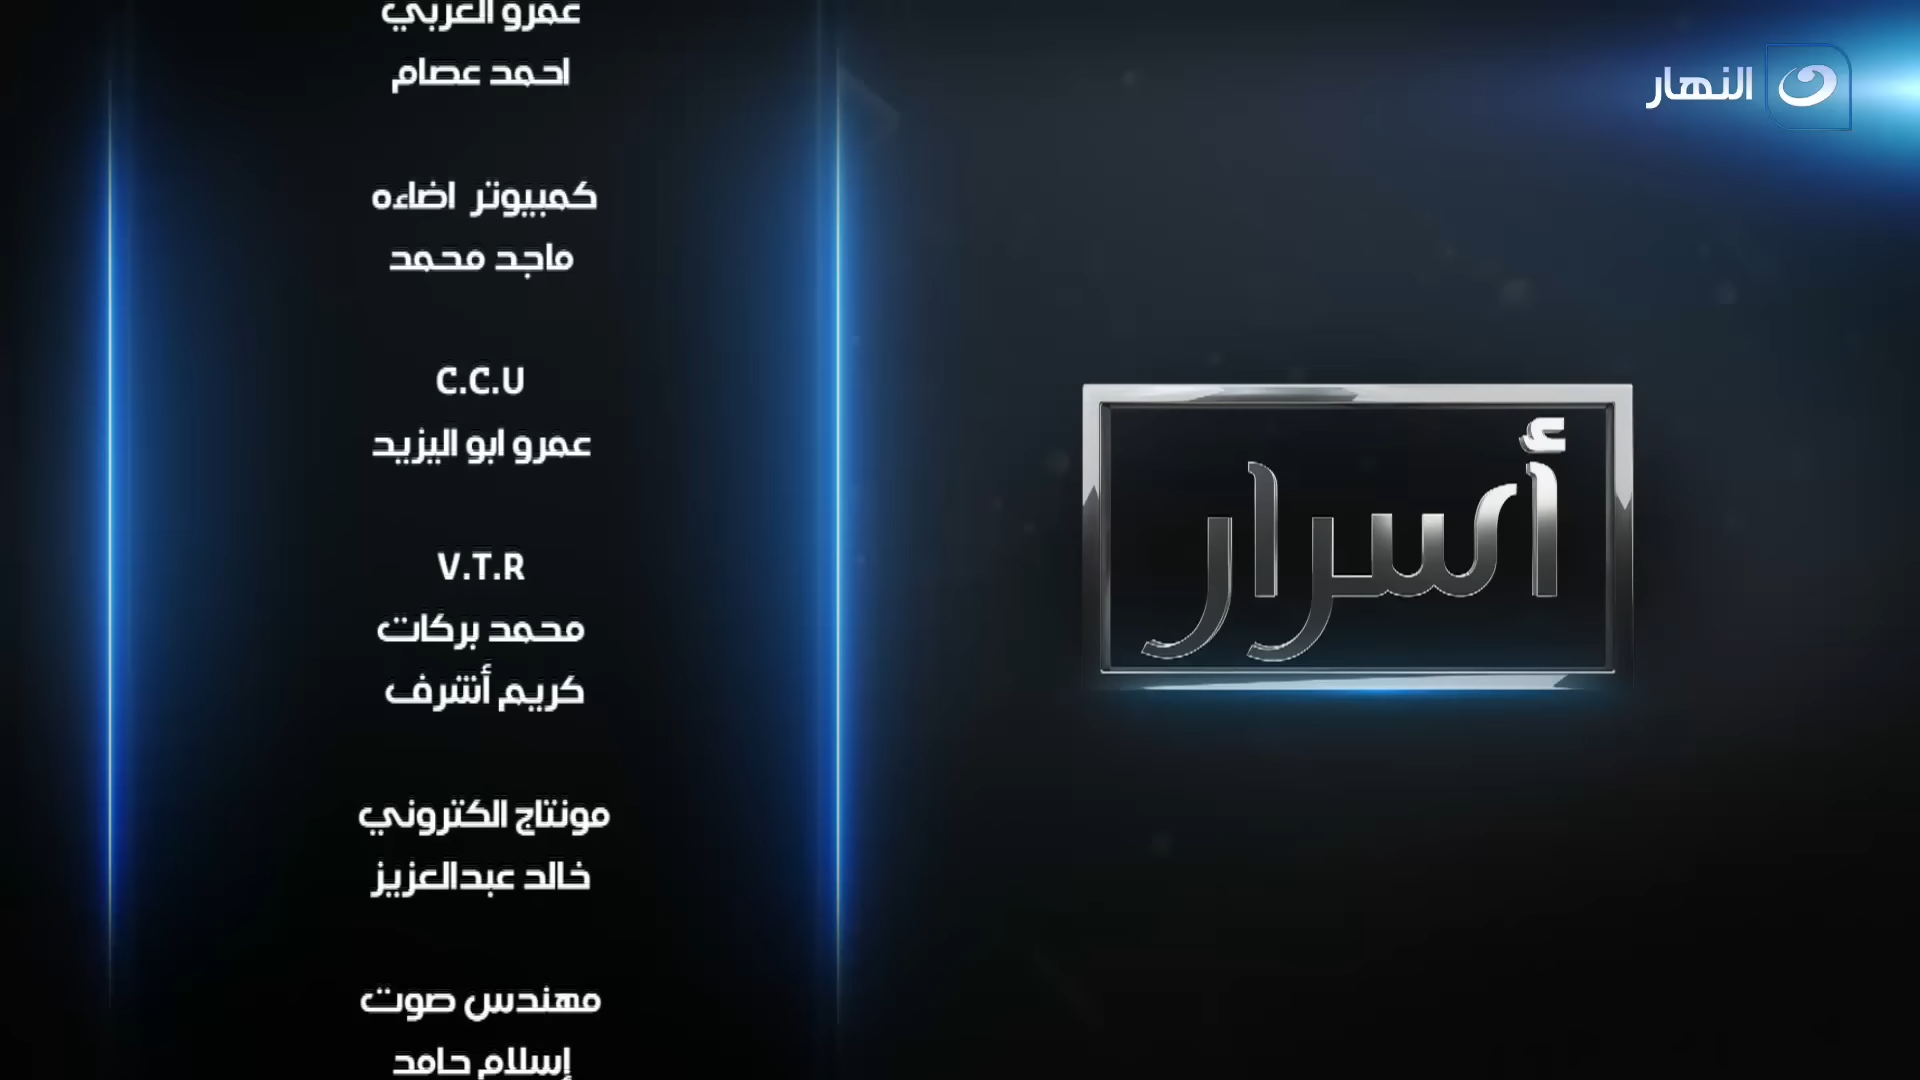 عمرو العربي
احمد عصام
كمبيوتر اضاءه
ماجد محمد
C.C.U
عمرو ابو اليزيد
V.T.R
محمد بركات
كريم أشرف
مونتاج الكتروني
خالد عبدالعزيز
مهندس صوت
إسلام حامد
النهار
أسرار